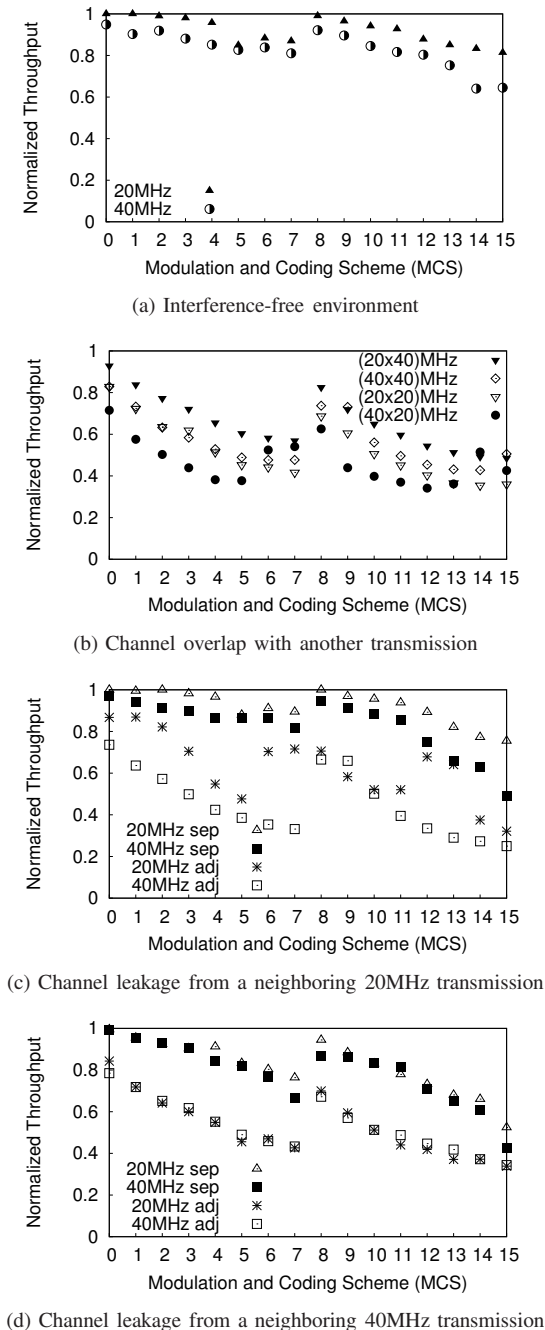 1
0.8
0.6
0.4
0.2
0
Normalized Throughput
20MHz
40MHz
0 1 2 3 4 5 6 7 8 9 10 11 12 13 14 15
Modulation and Coding Scheme (MCS)
(a) Interference-free environment
1
0.8
0.6
0.4
0.2
0
Normalized Throughput
(20x40)MHz
(40x40)MHz
(20x20)MHz
(40x20)MHz
0 1 2 3 4 5 6 7 8 9 10 11 12 13 14 15
Modulation and Coding Scheme (MCS)
(b) Channel overlap with another transmission
1
0.8
0.6
0.4
0.2
0
Normalized Throughput
20MHz sep
40MHz sep
20MHz adj
40MHz adj
0 1 2 3 4 5 6 7 8 9 10 11 12 13 14 15
Modulation and Coding Scheme (MCS)
(c) Channel leakage from a neighboring 20MHz transmission
1
0.8
0.6
0.4
0.2
0
Normalized Throughput
20MHz sep
40MHz sep
20MHz adj
40MHz adj
0 1 2 3 4 5 6 7 8 9 10 11 12 13 14 15
Modulation and Coding Scheme (MCS)
(d) Channel leakage from a neighboring 40MHz transmission